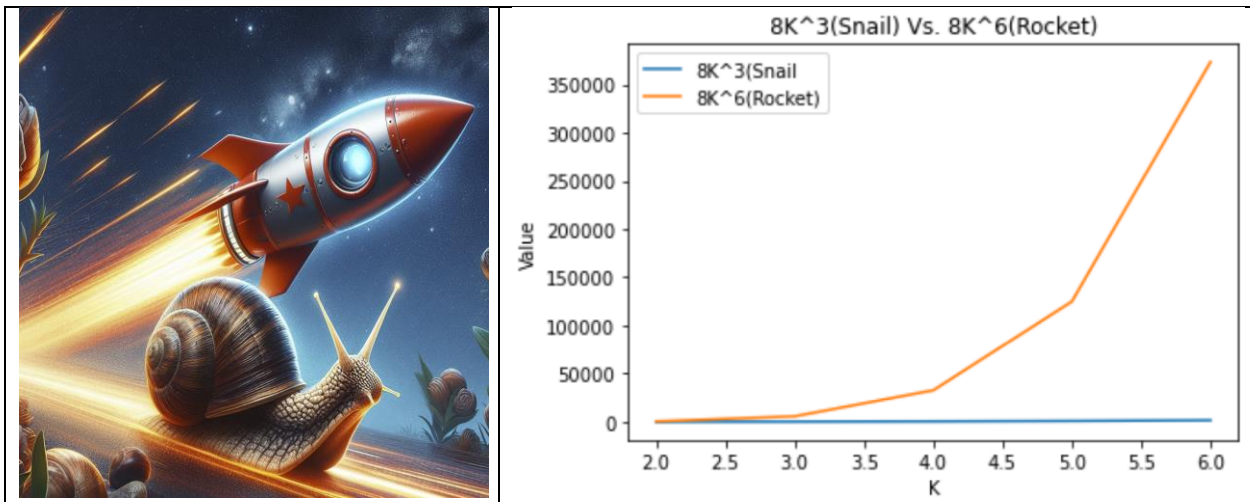 8K^3(Snail) Vs. 8K^6(Rocket)
8K^3(Snail
8K^6(Rocket)
350000
300000
250000
200000
150000
100000
50000
0
Value
2.0 2.5 3.0 3.5 4.0 4.5 5.0 5.5 6.0
K